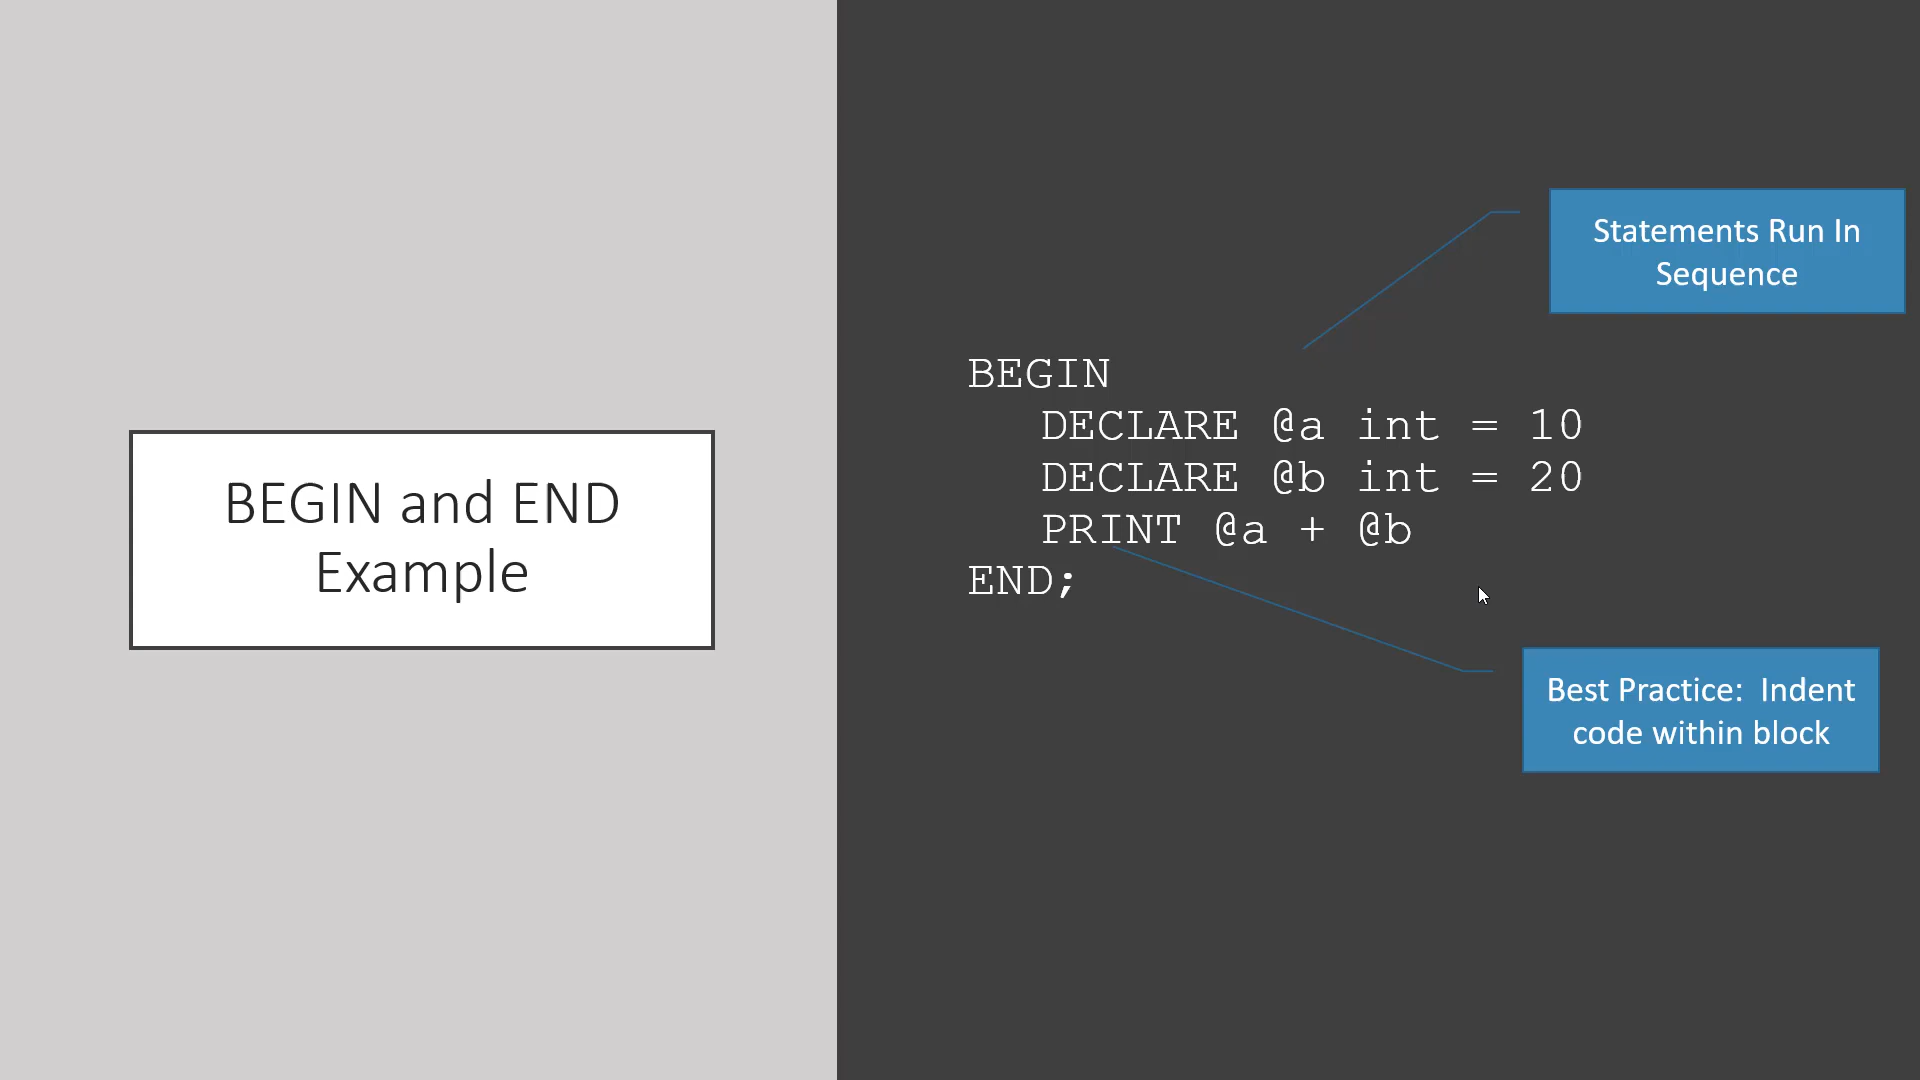 BEGIN and END
Example
Statements Run In
Sequence
BEGIN
DECLARE @a int = 10
DECLARE @b int = 20
PRINT @a + @b
END;
Best Practice:  Indent
code within block